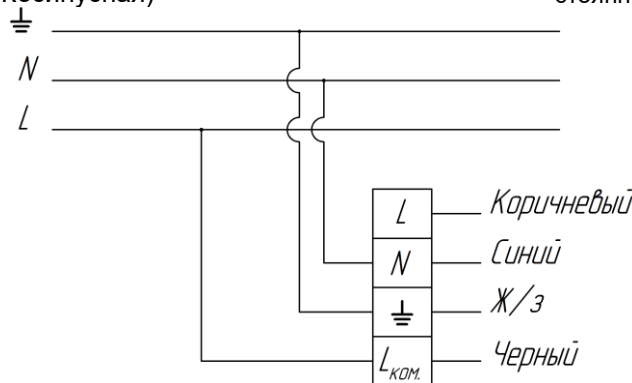 N
L
L Коричневый
N Синий
Ж/з
Lком. Черный